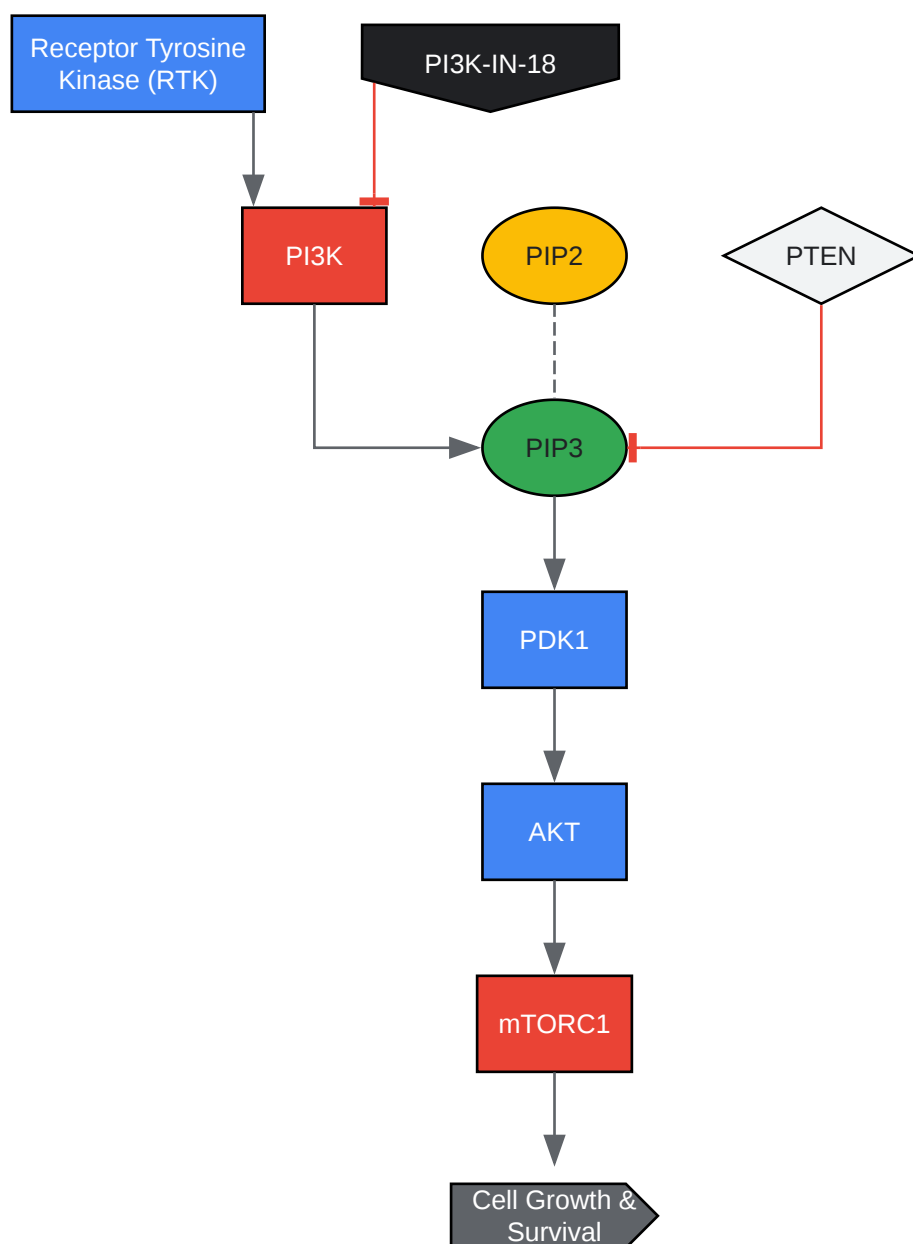 Receptor Tyrosine
Kinase (RTK)
PI3K-IN-18
PI3K
PIP2
PTEN
PIP3
PDK1
AKT
mTORC1
Cell Growth &
Survival